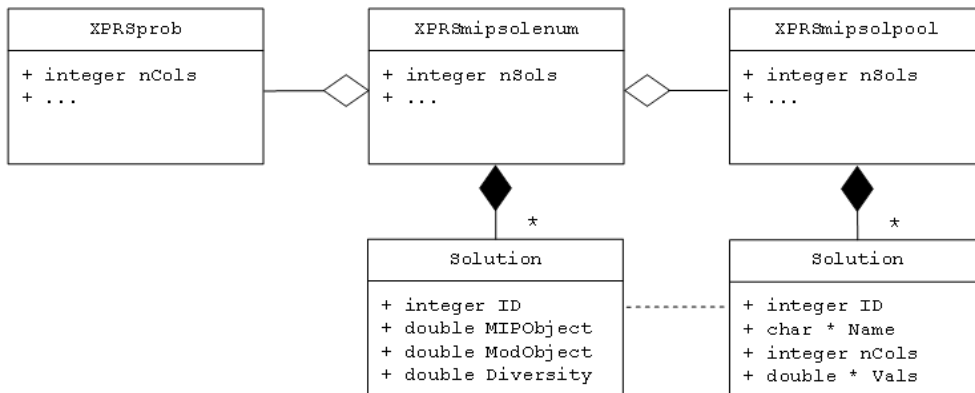 XPRSprob
+ integer nCols
+ ...
XPRSmipsolenum
+ integer nSols
+ ...
XPRSmipsolpool
+ integer nSols
+ ...
*
*
Solution
+ integer ID
+ double MIPObject
+ double ModObject
+ double Diversity
Solution
+ integer ID
+ char * Name
+ integer nCols
+ double * Vals